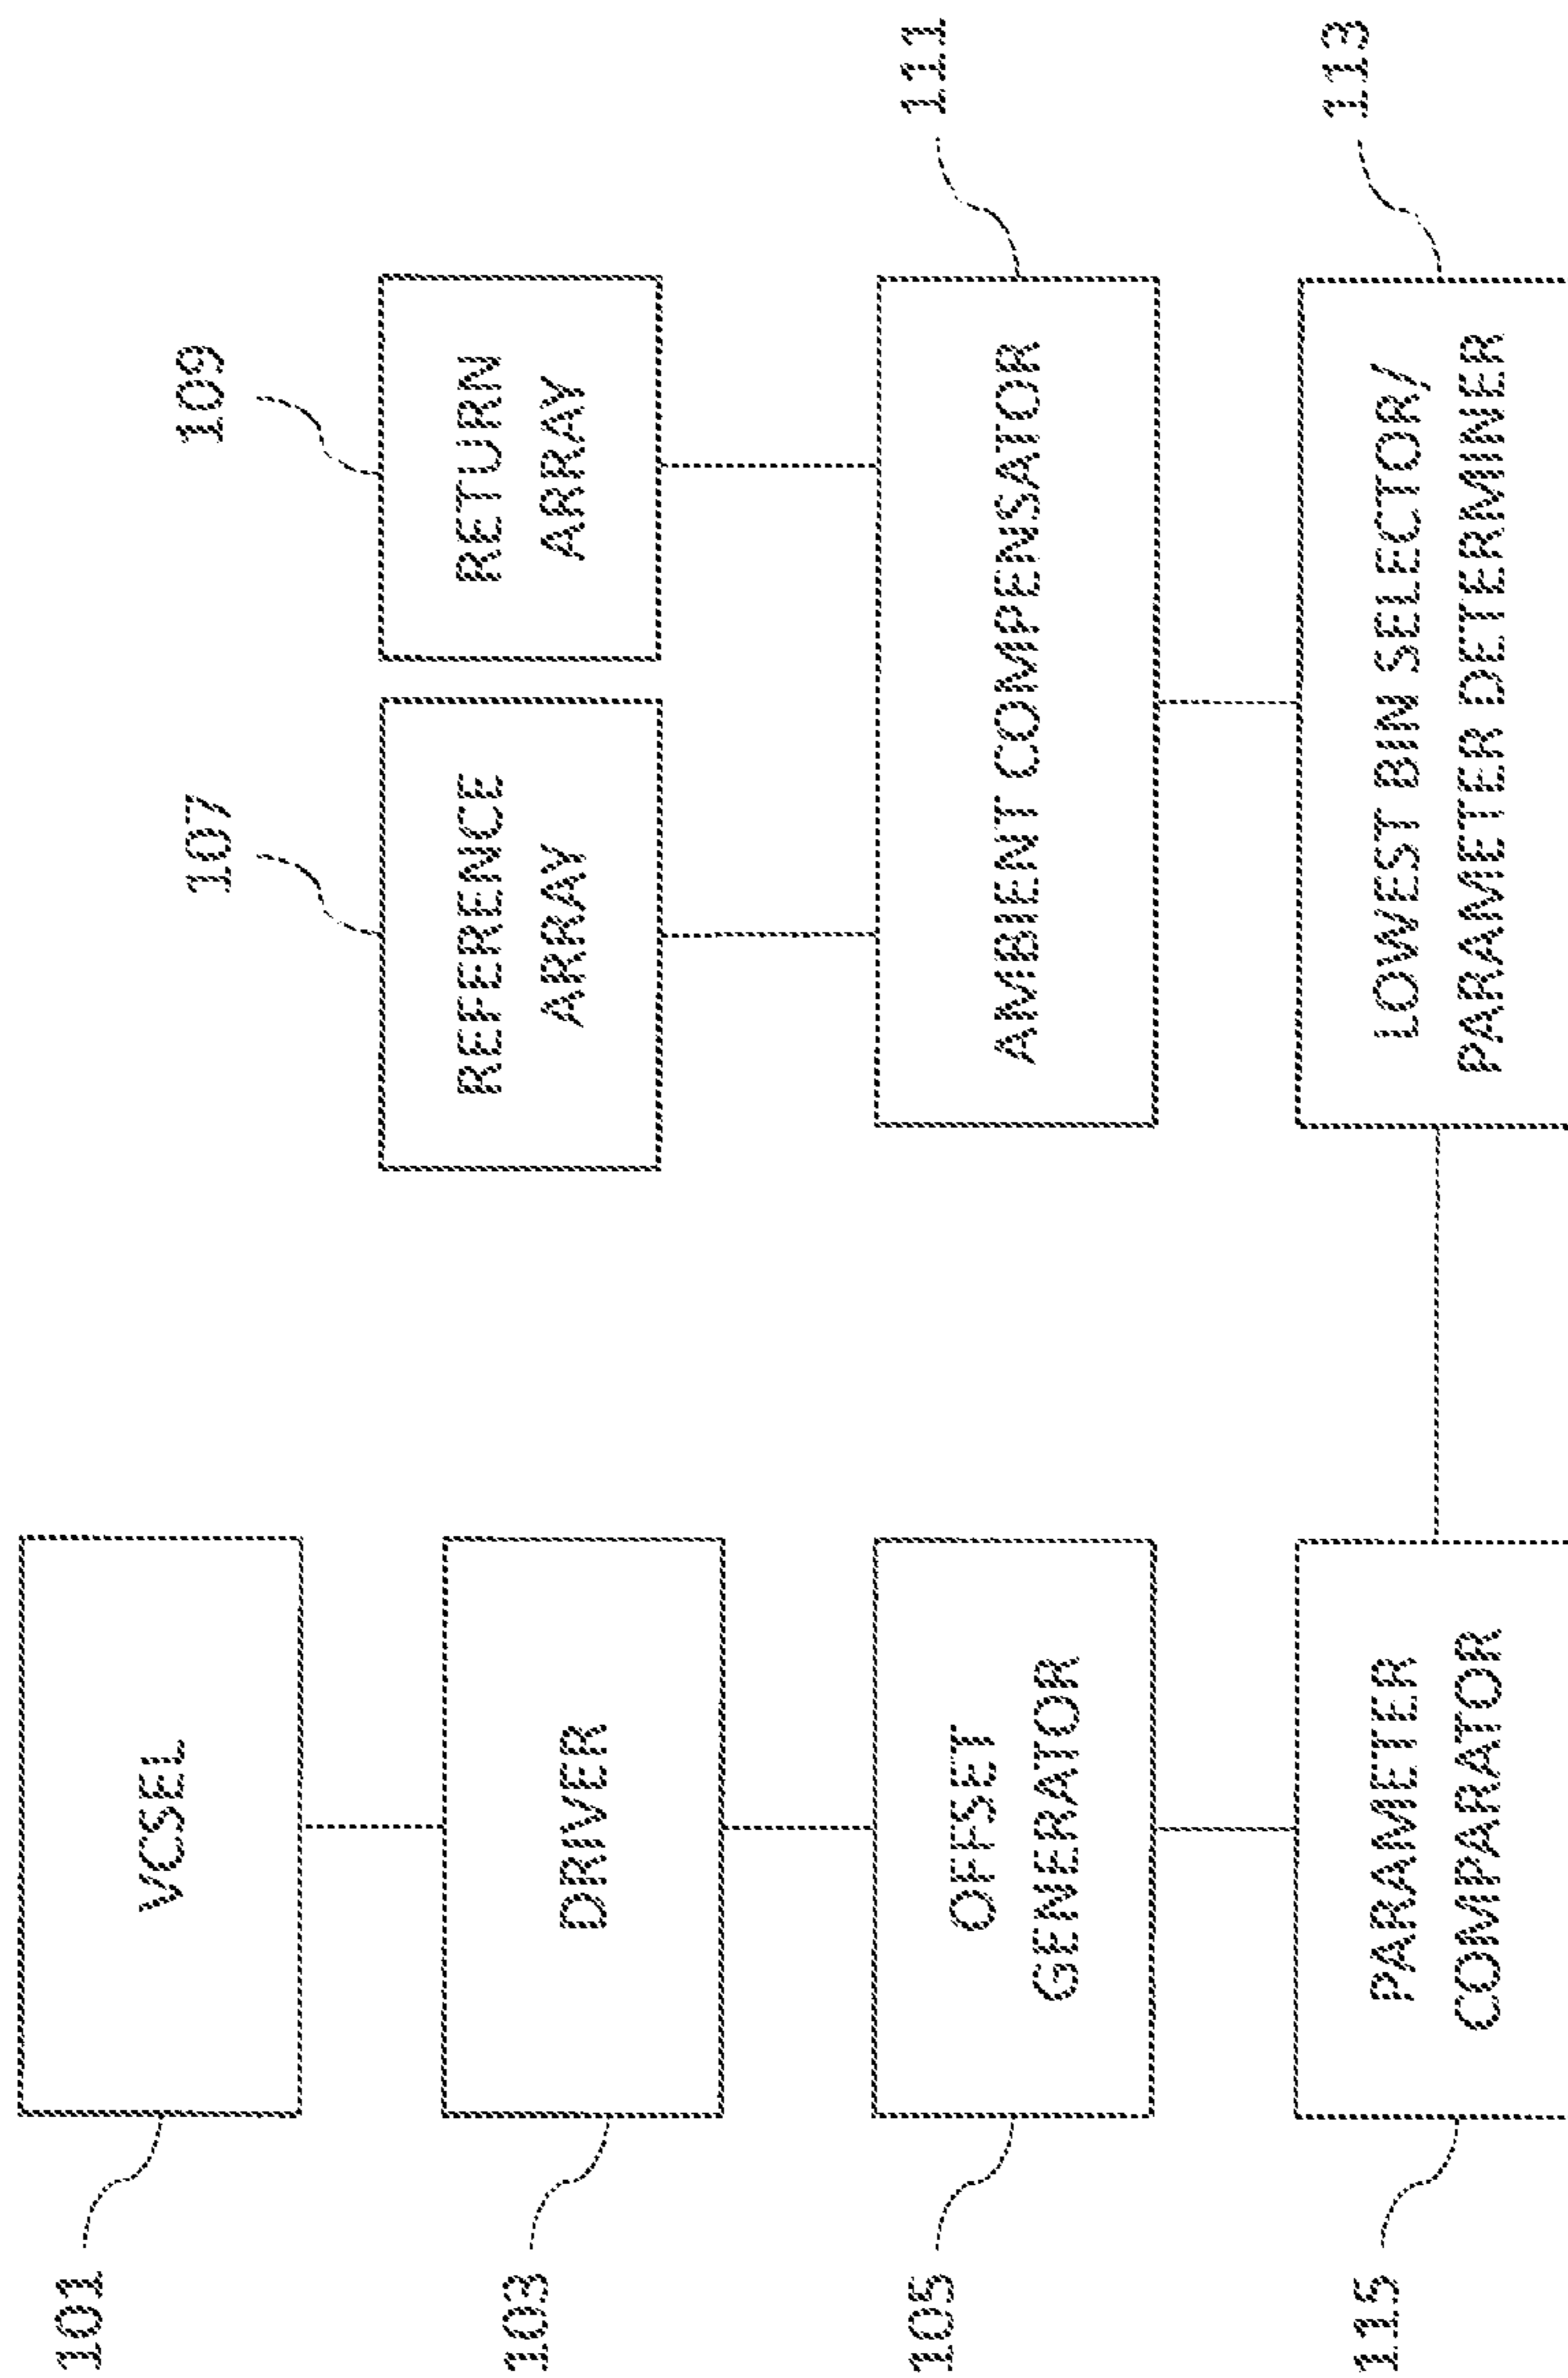 101
VCSEL
103
DRIVER
105
OFFSET
GENERATOR
115
PARAMETER
COMPARATOR
107
REFERENCE
ARRAY
109
RETURN
ARRAY
111
AMBIENT COMPENSATOR
113
LOWEST BIN SELECTOR/
PARAMETER DETERMINER